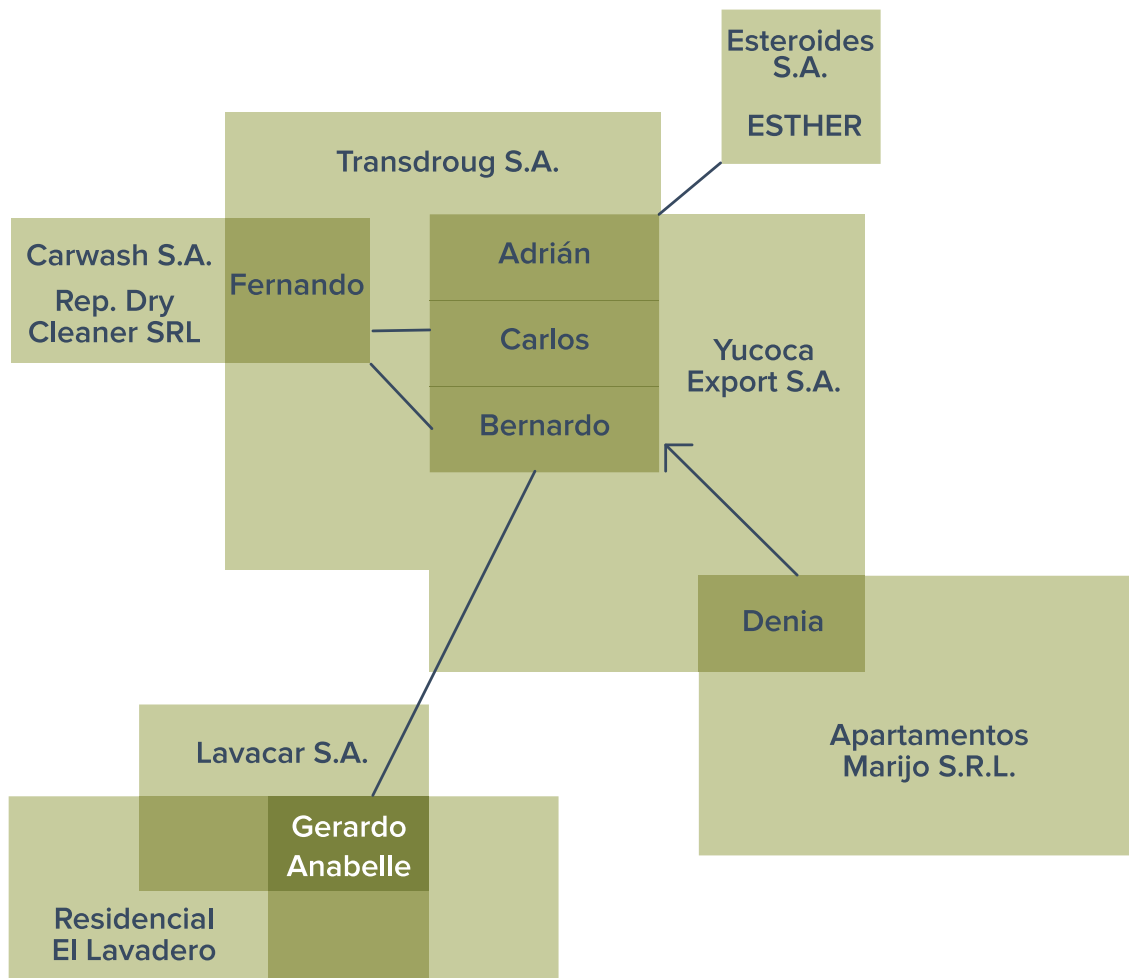 Esteroides
S.A.
ESTHER
Transdroug S.A.
Carwash S.A.
Rep. Dry
Cleaner SRL
Fernando
Adrián
Carlos
Bernardo
Yucoca
Export S.A.
Denia
Apartamentos
Marijo S.R.L.
Lavacar S.A.
Gerardo
Anabelle
Residencial
El Lavadero